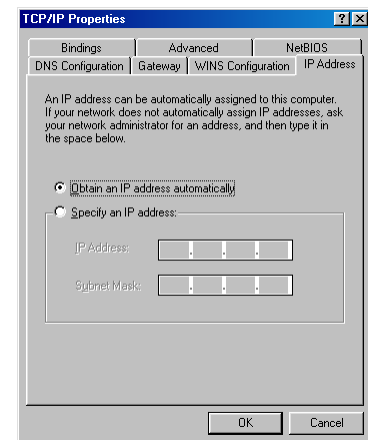 TCP/IP Properties
Bindings Advanced NetBIOS
DNS Configuration Gateway WINS Configuration IP Address
An IP address can be automatically assigned to this computer.
If your network does not automatically assign IP addresses, ask
your network administrator for an address, and then type it in
the space below.
Obtain an IP address automatically
Specify an IP address:
IP Address:
Subnet Mask:
OK Cancel